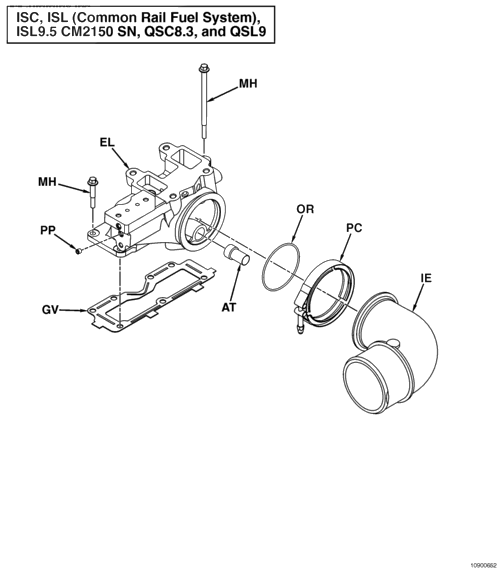 ISC, ISL (Common Rail Fuel System),
ISL9.5 CM2150 SN, QSC8.3, and QSL9
MH
EL
MH
OR
PP
PC
IE
GV
AT
10900652